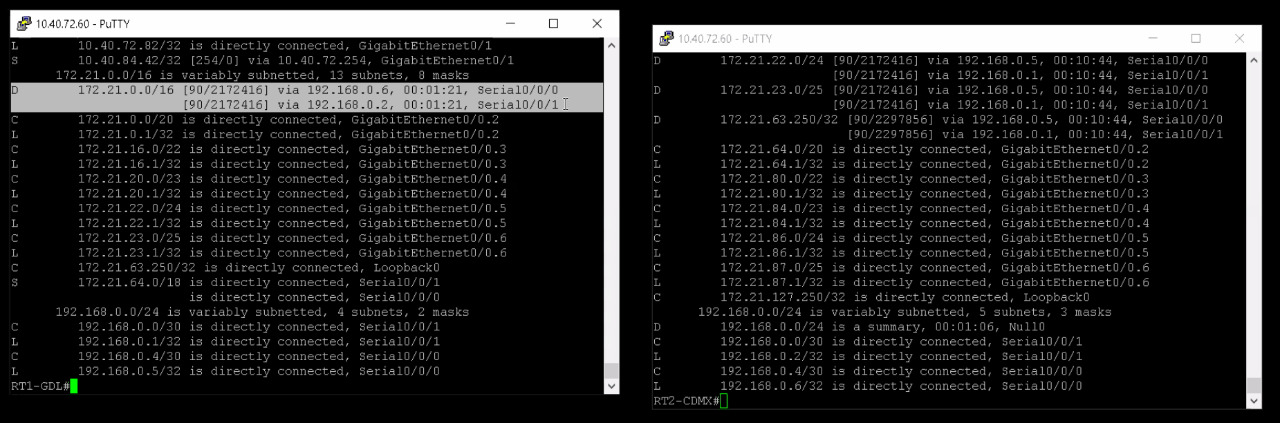 10.40.72.60 - PuTTY
L 10.40.72.82/32 is directly connected, GigabitEthernet0/1
S 10.40.84.42/32 [254/0] via 10.40.72.254, GigabitEthernet0/1
172.21.0.0/16 is variably subnetted, 13 subnets, 8 masks
D 172.21.0.0/16 [90/2172416] via 192.168.0.6, 00:01:21, Serial0/0/0
[90/2172416] via 192.168.0.2, 00:01:21, Serial0/0/1
C 172.21.0.0/20 is directly connected, GigabitEthernet0/0.2
L 172.21.0.1/32 is directly connected, GigabitEthernet0/0.2
C 172.21.16.0/22 is directly connected, GigabitEthernet0/0.3
L 172.21.16.1/32 is directly connected, GigabitEthernet0/0.3
C 172.21.20.0/23 is directly connected, GigabitEthernet0/0.4
L 172.21.20.1/32 is directly connected, GigabitEthernet0/0.4
C 172.21.22.0/24 is directly connected, GigabitEthernet0/0.5
L 172.21.22.1/32 is directly connected, GigabitEthernet0/0.5
C 172.21.23.0/25 is directly connected, GigabitEthernet0/0.6
L 172.21.23.1/32 is directly connected, GigabitEthernet0/0.6
C 172.21.63.250/32 is directly connected, Loopback0
S 172.21.64.0/18 is directly connected, Serial0/0/1
is directly connected, Serial0/0/0
192.168.0.0/24 is variably subnetted, 4 subnets, 2 masks
C 192.168.0.0/30 is directly connected, Serial0/0/1
L 192.168.0.1/32 is directly connected, Serial0/0/1
C 192.168.0.4/30 is directly connected, Serial0/0/0
L 192.168.0.5/32 is directly connected, Serial0/0/0
RT1-GDL#
10.40.72.60 - PuTTY
D 172.21.22.0/24 [90/2172416] via 192.168.0.5, 00:10:44, Serial0/0/0
[90/2172416] via 192.168.0.1, 00:10:44, Serial0/0/1
D 172.21.23.0/25 [90/2172416] via 192.168.0.5, 00:10:44, Serial0/0/0
[90/2172416] via 192.168.0.1, 00:10:44, Serial0/0/1
D 172.21.63.250/32 [90/2297856] via 192.168.0.5, 00:10:44, Serial0/0/0
[90/2297856] via 192.168.0.1, 00:10:44, Serial0/0/1
C 172.21.64.0/20 is directly connected, GigabitEthernet0/0.2
L 172.21.64.1/32 is directly connected, GigabitEthernet0/0.2
C 172.21.80.0/22 is directly connected, GigabitEthernet0/0.3
L 172.21.80.1/32 is directly connected, GigabitEthernet0/0.3
C 172.21.84.0/23 is directly connected, GigabitEthernet0/0.4
L 172.21.84.1/32 is directly connected, GigabitEthernet0/0.4
C 172.21.86.0/24 is directly connected, GigabitEthernet0/0.5
L 172.21.86.1/32 is directly connected, GigabitEthernet0/0.5
C 172.21.87.0/25 is directly connected, GigabitEthernet0/0.6
L 172.21.87.1/32 is directly connected, GigabitEthernet0/0.6
C 172.21.127.250/32 is directly connected, Loopback0
192.168.0.0/24 is variably subnetted, 5 subnets, 3 masks
D 192.168.0.0/24 is a summary, 00:01:06, Null0
C 192.168.0.0/30 is directly connected, Serial0/0/1
L 192.168.0.2/32 is directly connected, Serial0/0/1
C 192.168.0.4/30 is directly connected, Serial0/0/0
L 192.168.0.6/32 is directly connected, Serial0/0/0
RT2-CDMX#